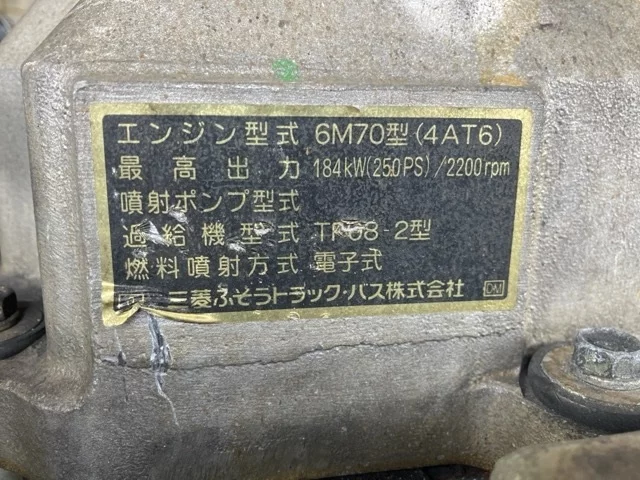 エンジン型式 6M70型(4AT6)
最高出力 184kW(250PS)/2200rpm
噴射ポンプ型式
過給機型式 TF08-2型
燃料噴射方式 電子式
三菱ふそうトラック・バス株式会社 DM